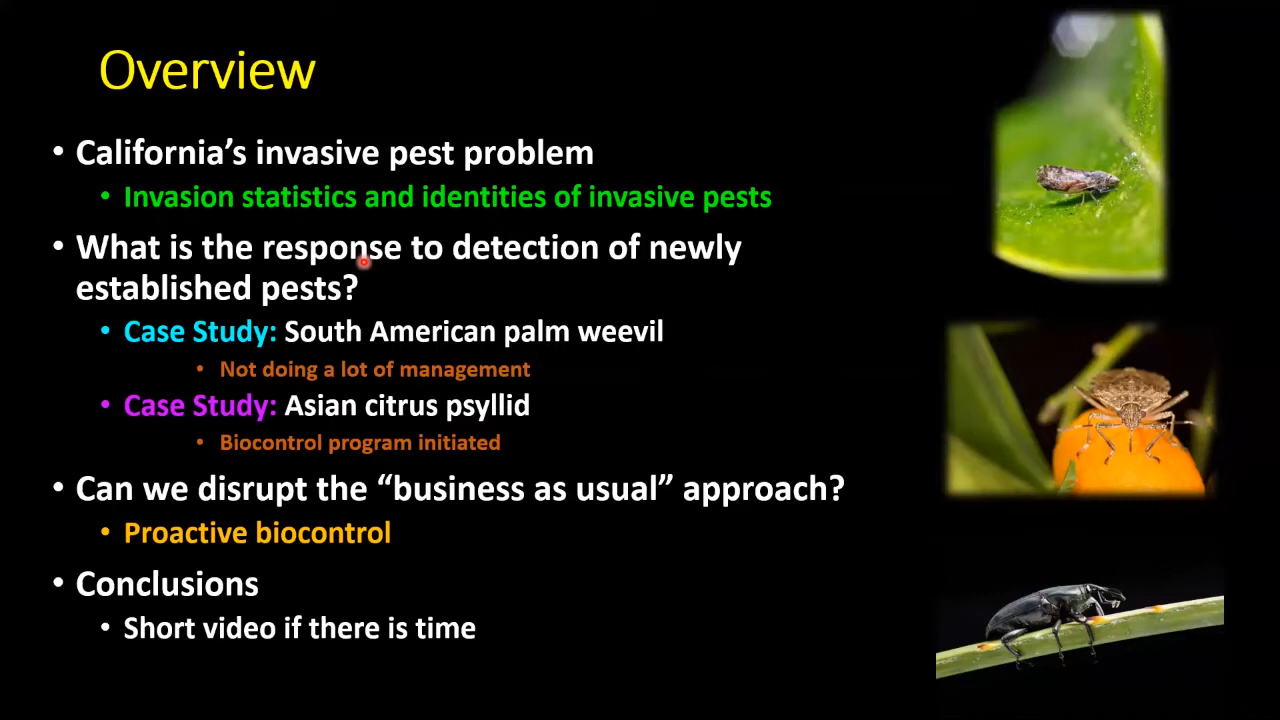 Overview
• California’s invasive pest problem
• Invasion statistics and identities of invasive pests
• What is the response to detection of newly
established pests?
• Case Study: South American palm weevil
• Not doing a lot of management
• Case Study: Asian citrus psyllid
• Biocontrol program initiated
• Can we disrupt the “business as usual” approach?
• Proactive biocontrol
• Conclusions
• Short video if there is time